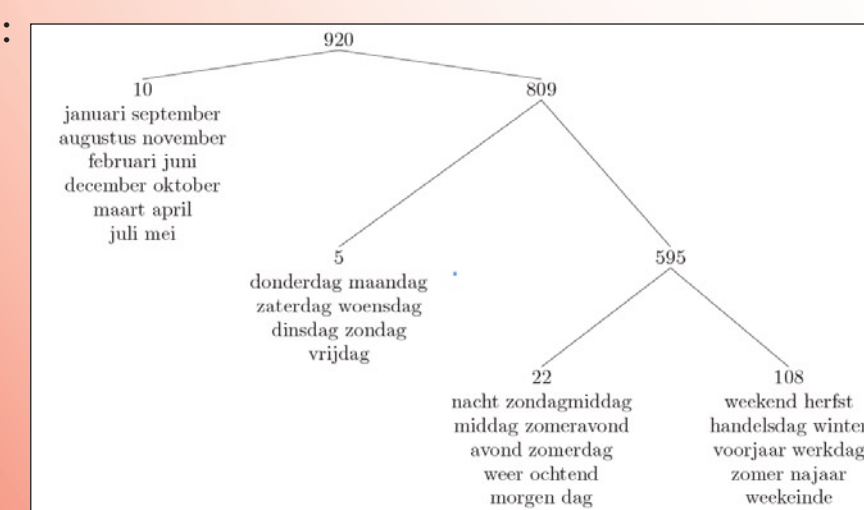 :
920
10
januari september
augustus november
februari juni
december oktober
maart april
juli mei
809
5
donderdag maandag
zaterdag woensdag
dinsdag zondag
vrijdag
595
22
nacht zondagmiddag
middag zomeravond
avond zomerdag
weer ochtend
morgen dag
108
weekend herfst
handelsdag winter
voorjaar werkdag
zomer najaar
weekeinde